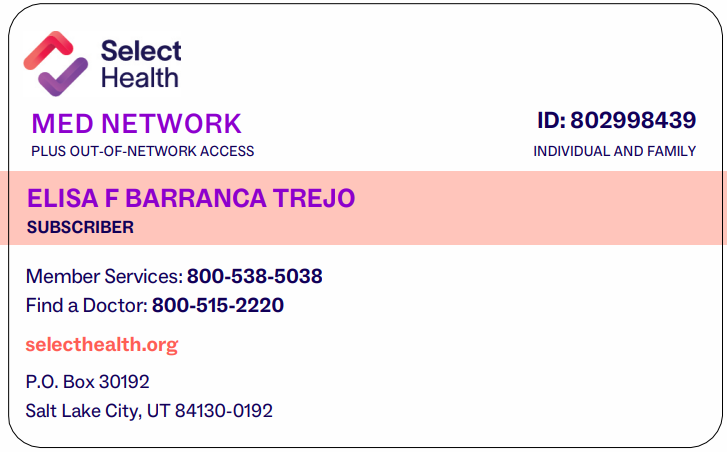 Select
Health
MED NETWORK
PLUS OUT-OF-NETWORK ACCESS
ID: 802998439
INDIVIDUAL AND FAMILY
ELISA F BARRANCA TREJO
SUBSCRIBER
Member Services: 800-538-5038
Find a Doctor: 800-515-2220
selecthealth.org
P.O. Box 30192
Salt Lake City, UT 84130-0192